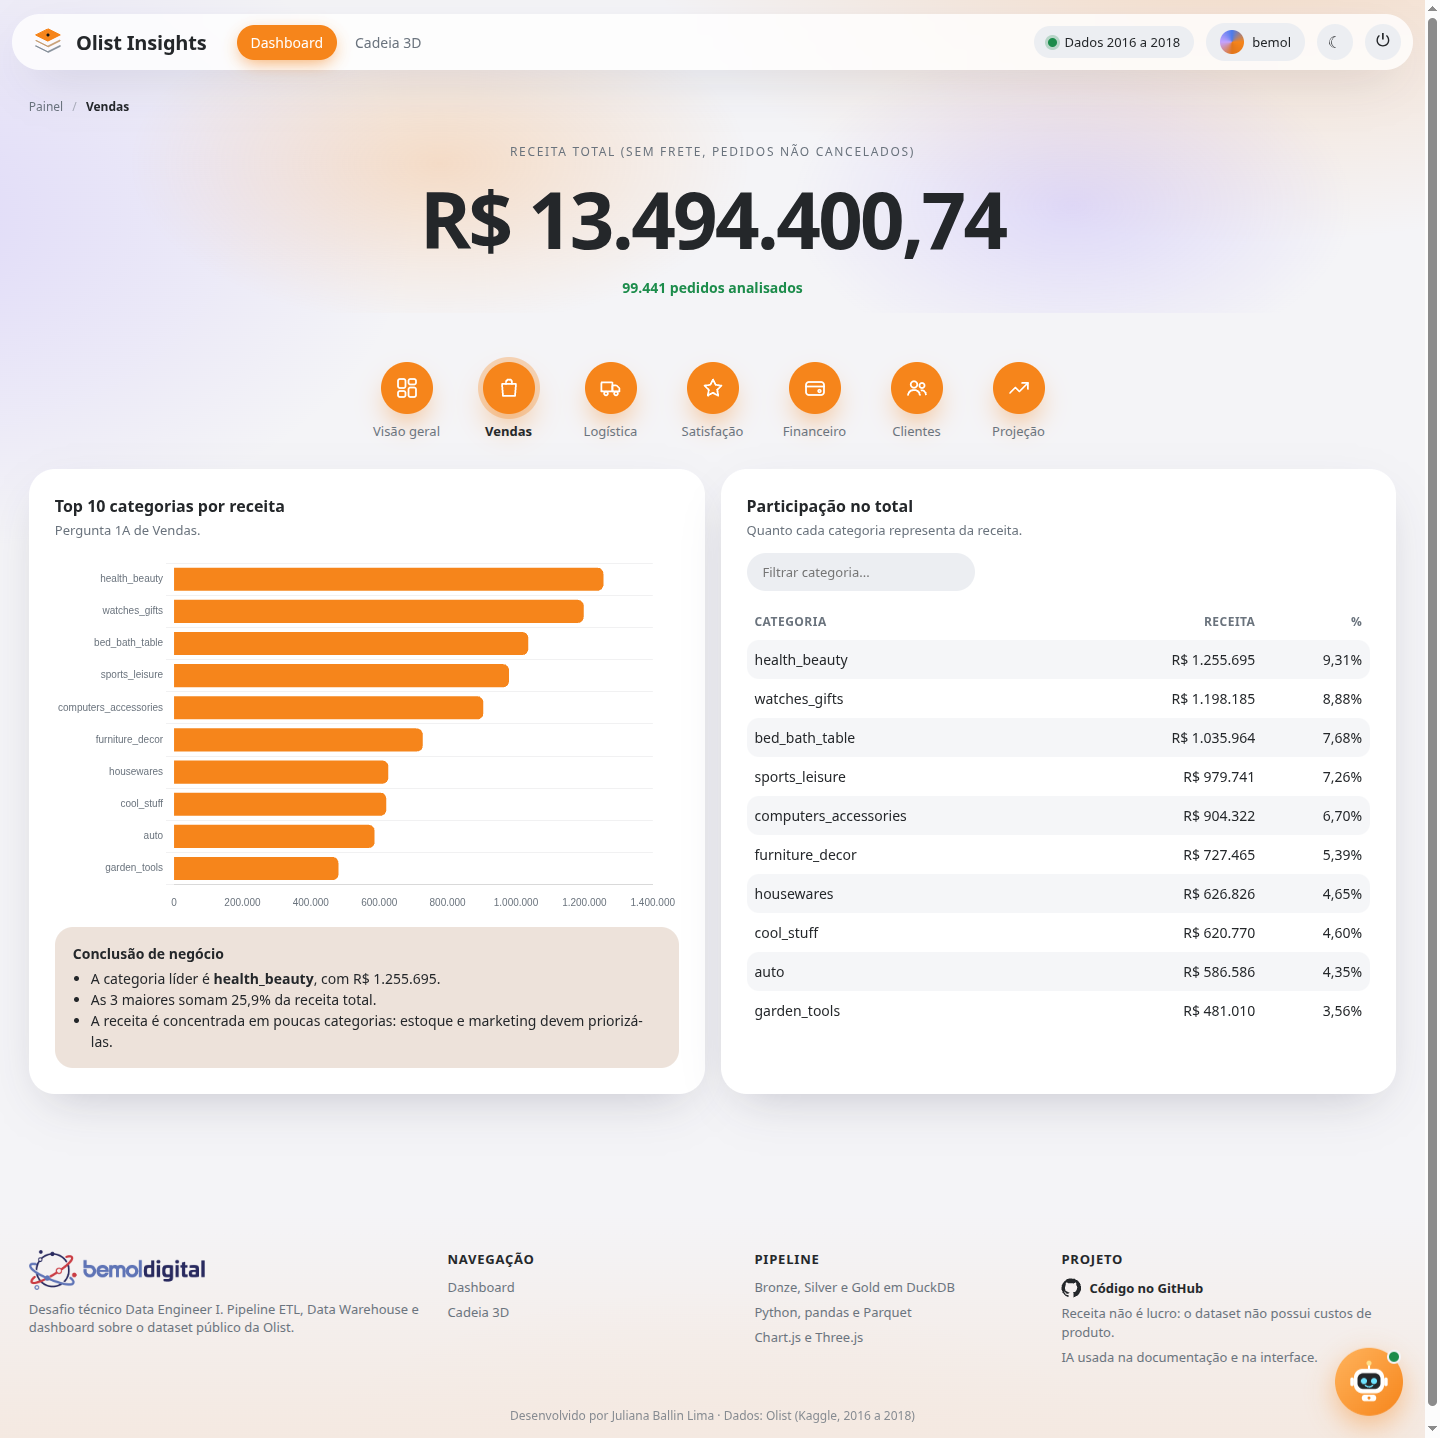 Olist Insights
Dashboard
Cadeia 3D
Dados 2016 a 2018
bemol
Painel / Vendas
RECEITA TOTAL (SEM FRETE, PEDIDOS NÃO CANCELADOS)
R$ 13.494.400,74
99.441 pedidos analisados
Visão geral
Vendas
Logística
Satisfação
Financeiro
Clientes
Projeção
Top 10 categorias por receita
Pergunta 1A de Vendas.
health_beauty
watches_gifts
bed_bath_table
sports_leisure
computers_accessories
furniture_decor
housewares
cool_stuff
auto
garden_tools
0 200.000 400.000 600.000 800.000 1.000.000 1.200.000 1.400.000
Conclusão de negócio
A categoria líder é health_beauty, com R$ 1.255.695.
As 3 maiores somam 25,9% da receita total.
A receita é concentrada em poucas categorias: estoque e marketing devem priorizá-
las.
Participação no total
Quanto cada categoria representa da receita.
Filtrar categoria...
CATEGORIA RECEITA %
health_beauty R$ 1.255.695 9,31%
watches_gifts R$ 1.198.185 8,88%
bed_bath_table R$ 1.035.964 7,68%
sports_leisure R$ 979.741 7,26%
computers_accessories R$ 904.322 6,70%
furniture_decor R$ 727.465 5,39%
housewares R$ 626.826 4,65%
cool_stuff R$ 620.770 4,60%
auto R$ 586.586 4,35%
garden_tools R$ 481.010 3,56%
bemoldigital
Desafio técnico Data Engineer I. Pipeline ETL, Data Warehouse e
dashboard sobre o dataset público da Olist.
NAVEGAÇÃO
Dashboard
Cadeia 3D
PIPELINE
Bronze, Silver e Gold em DuckDB
Python, pandas e Parquet
Chart.js e Three.js
PROJETO
Código no GitHub
Receita não é lucro: o dataset não possui custos de
produto.
IA usada na documentação e na interface.
Desenvolvido por Juliana Ballin Lima · Dados: Olist (Kaggle, 2016 a 2018)